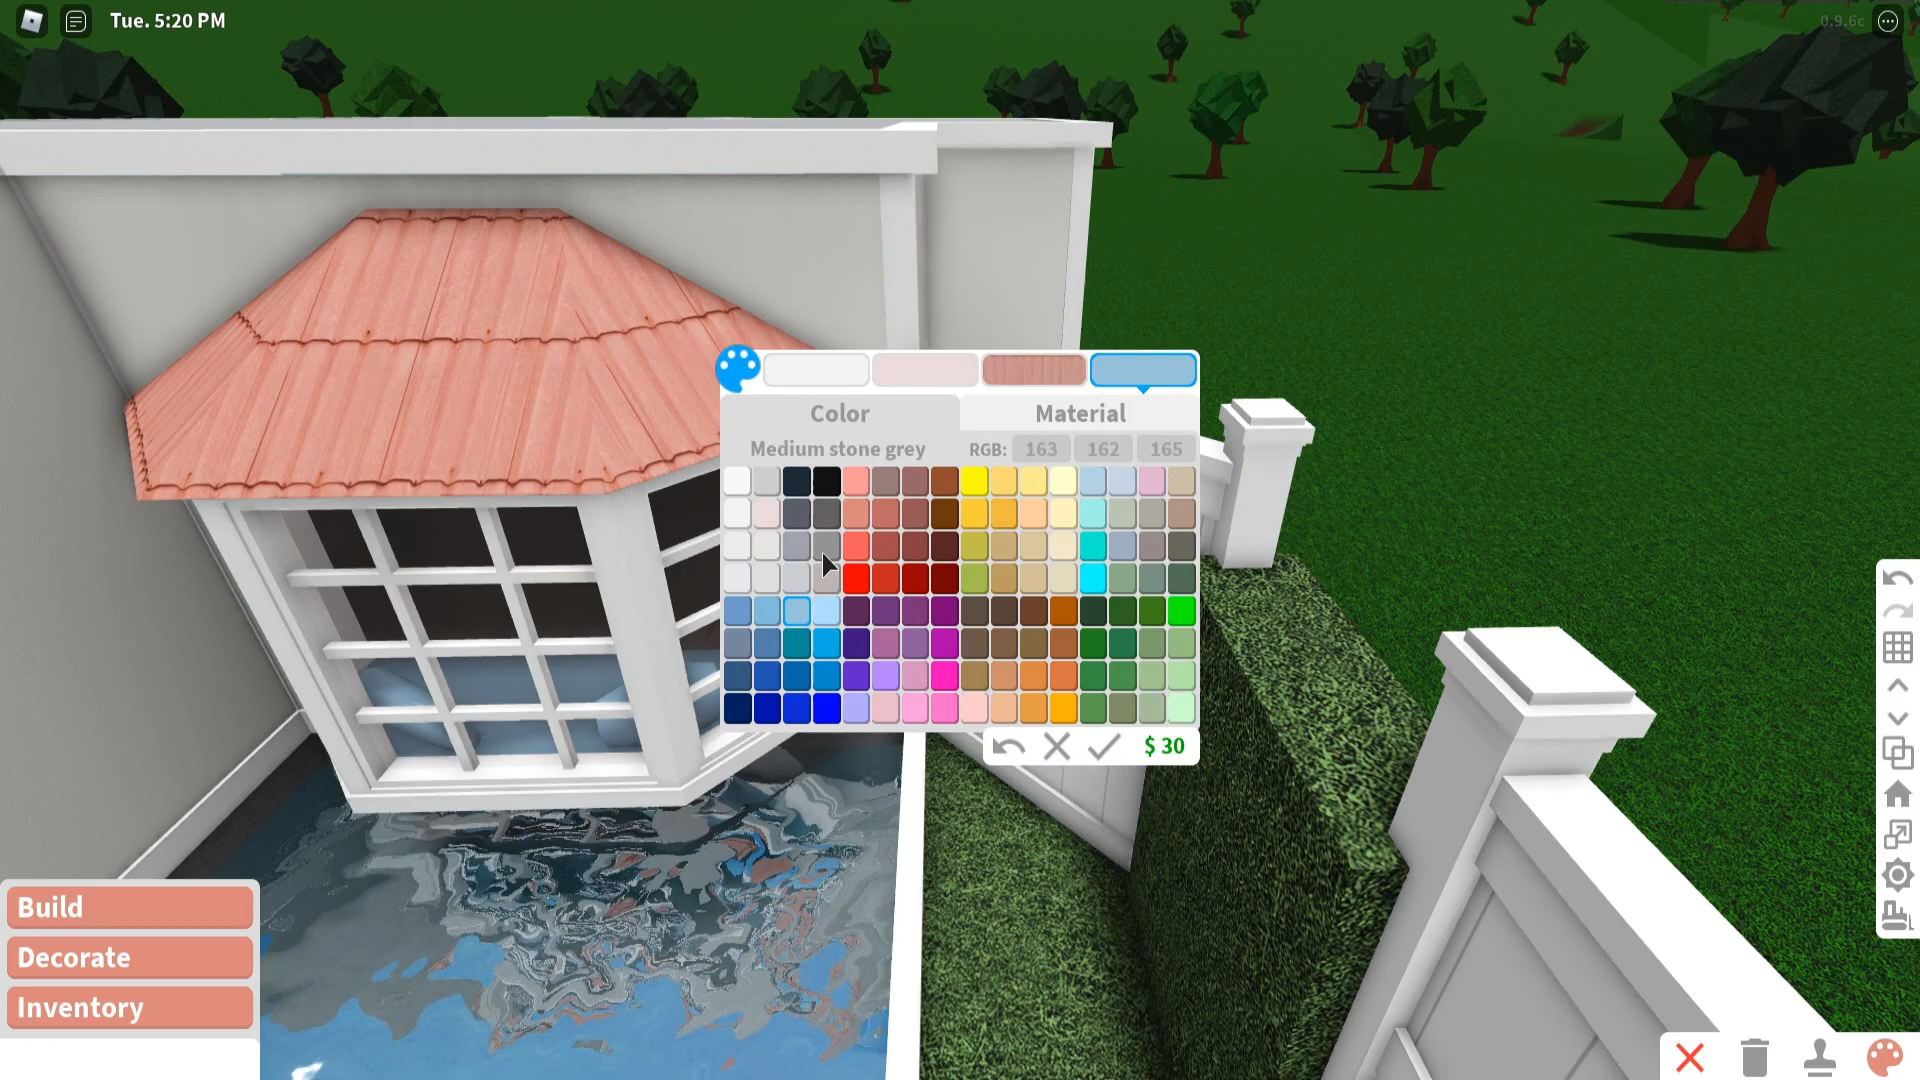 Tue. 5:20 PM
0.9.6c
Color
Material
Medium stone grey
RGB: 163 162 165
$ 30
Build
Decorate
Inventory